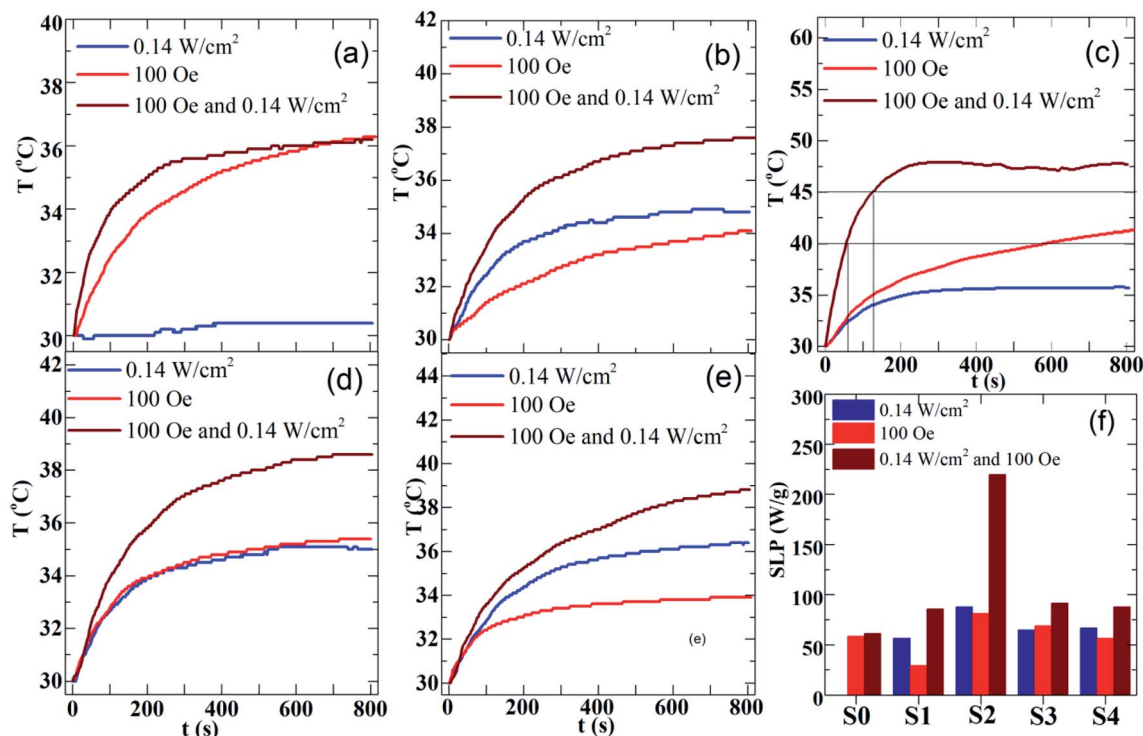 42
40
38
36
34
32
30
T (°C)
0.14 W/cm²
100 Oe
100 Oe and 0.14 W/cm²
(a)
42
40
38
36
34
32
30
T (°C)
0.14 W/cm²
100 Oe
100 Oe and 0.14 W/cm²
(b)
60
55
50
45
40
35
30
T (°C)
0.14 W/cm²
100 Oe
100 Oe and 0.14 W/cm²
(c)
0 200 400 600 800
t (s)
42
40
38
36
34
32
30
T (°C)
0.14 W/cm²
100 Oe
100 Oe and 0.14 W/cm²
(d)
0 200 400 600 800
t (s)
44
42
40
38
36
34
32
30
T (°C)
0.14 W/cm²
100 Oe
100 Oe and 0.14 W/cm²
(e)
(e)
0 200 400 600 800
t (s)
300
250
200
150
100
50
0
SLP (W/g)
0.14 W/cm²
100 Oe
0.14 W/cm² and 100 Oe
(f)
S0 S1 S2 S3 S4